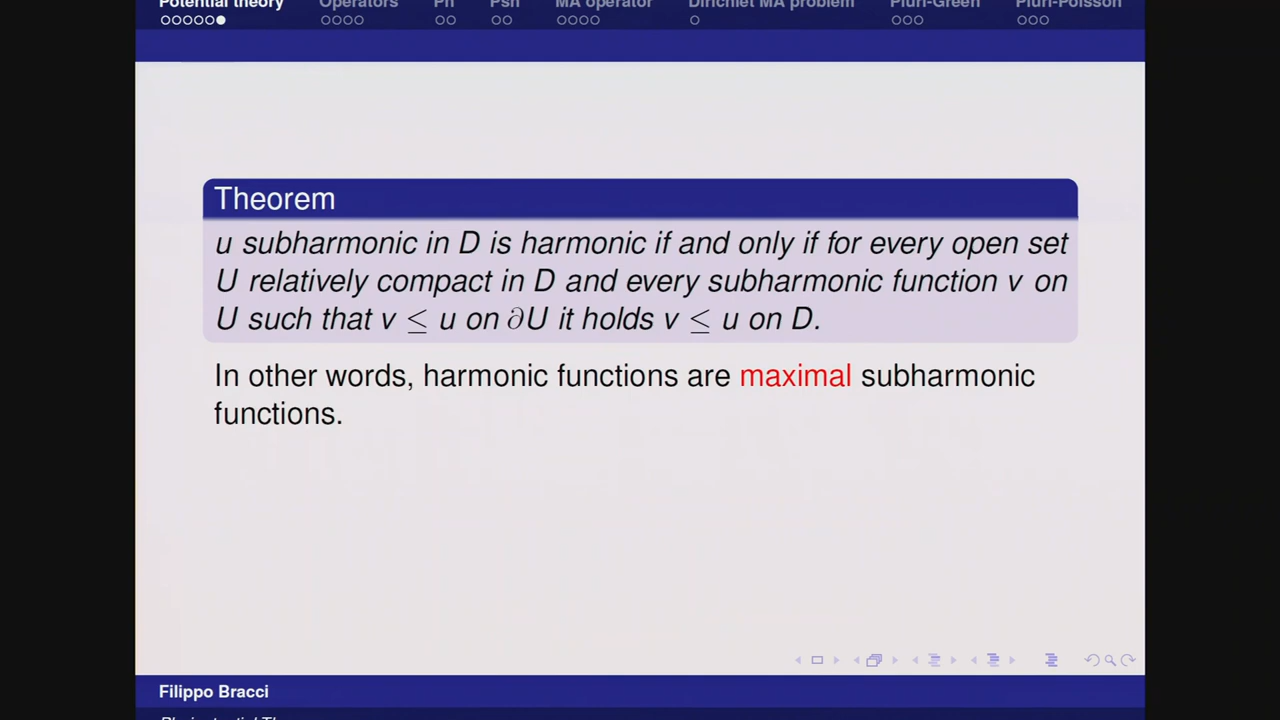 Potential theory Operators Ph Psh MA operator Dirichlet MA problem Pluri-Green Pluri-Poisson
Theorem
u subharmonic in D is harmonic if and only if for every open set
U relatively compact in D and every subharmonic function v on
U such that v ≤ u on ∂U it holds v ≤ u on D.
In other words, harmonic functions are maximal subharmonic
functions.
Filippo Bracci